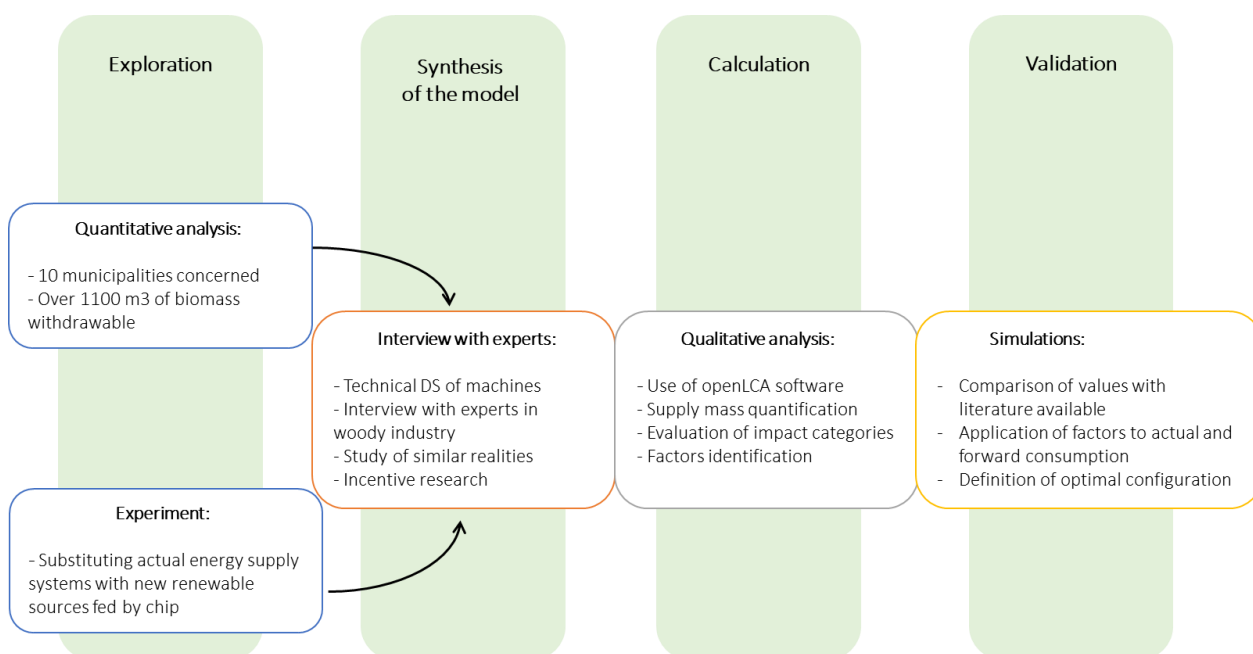 Exploration
Synthesis
of the model
Calculation
Validation
Quantitative analysis:
- 10 municipalities concerned
- Over 1100 m3 of biomass
withdrawable
Experiment:
- Substituting actual energy supply
systems with new renewable
sources fed by chip
Interview with experts:
- Technical DS of machines
- Interview with experts in
woody industry
- Study of similar realities
- Incentive research
Qualitative analysis:
- Use of openLCA software
- Supply mass quantification
- Evaluation of impact categories
- Factors identification
Simulations:
- Comparison of values with
literature available
- Application of factors to actual and
forward consumption
- Definition of optimal configuration